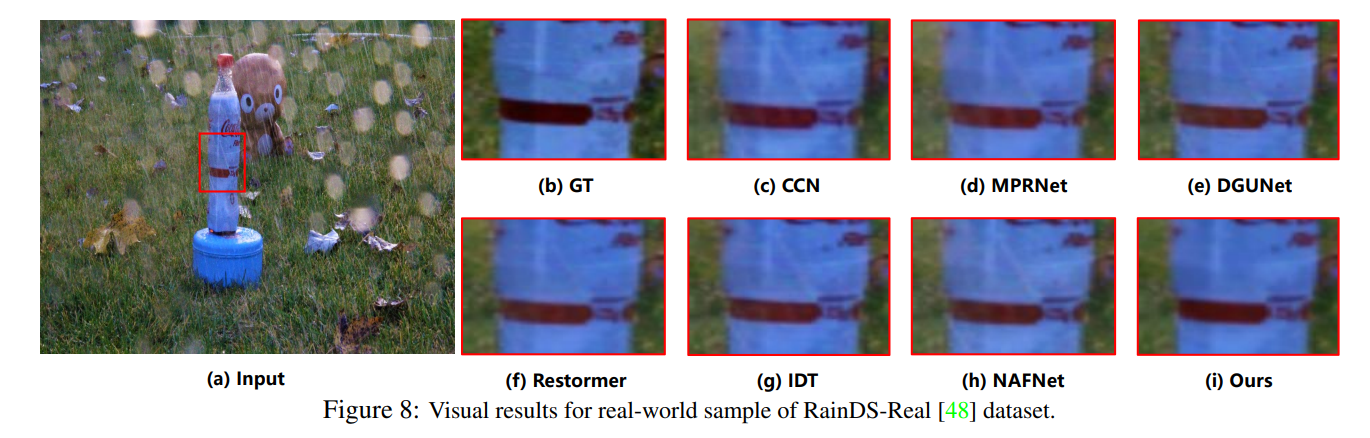 (b) GT
(c) CCN
(d) MPRNet
(e) DGUNet
(a) Input
(f) Restormer
(g) IDT
(h) NAFNet
(i) Ours
Figure 8: Visual results for real-world sample of RainDS-Real [48] dataset.